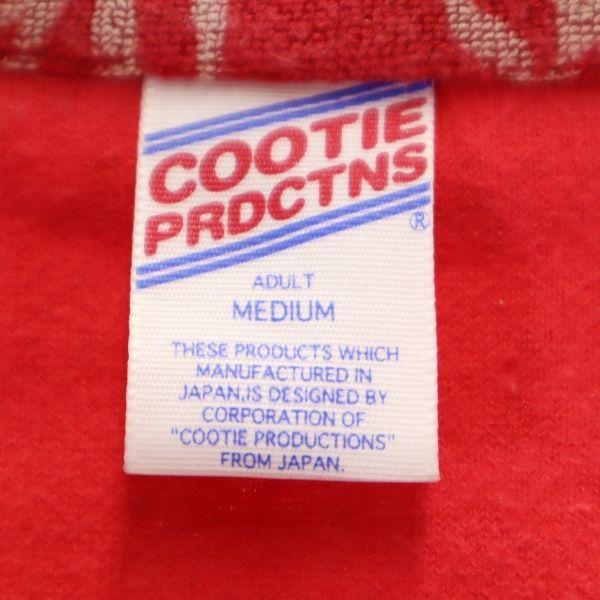 COOTIE
PRDCTNS
®
ADULT
MEDIUM
THESE PRODUCTS WHICH
MANUFACTURED IN
JAPAN,IS DESIGNED BY
CORPORATION OF
"COOTIE PRODUCTIONS"
FROM JAPAN.